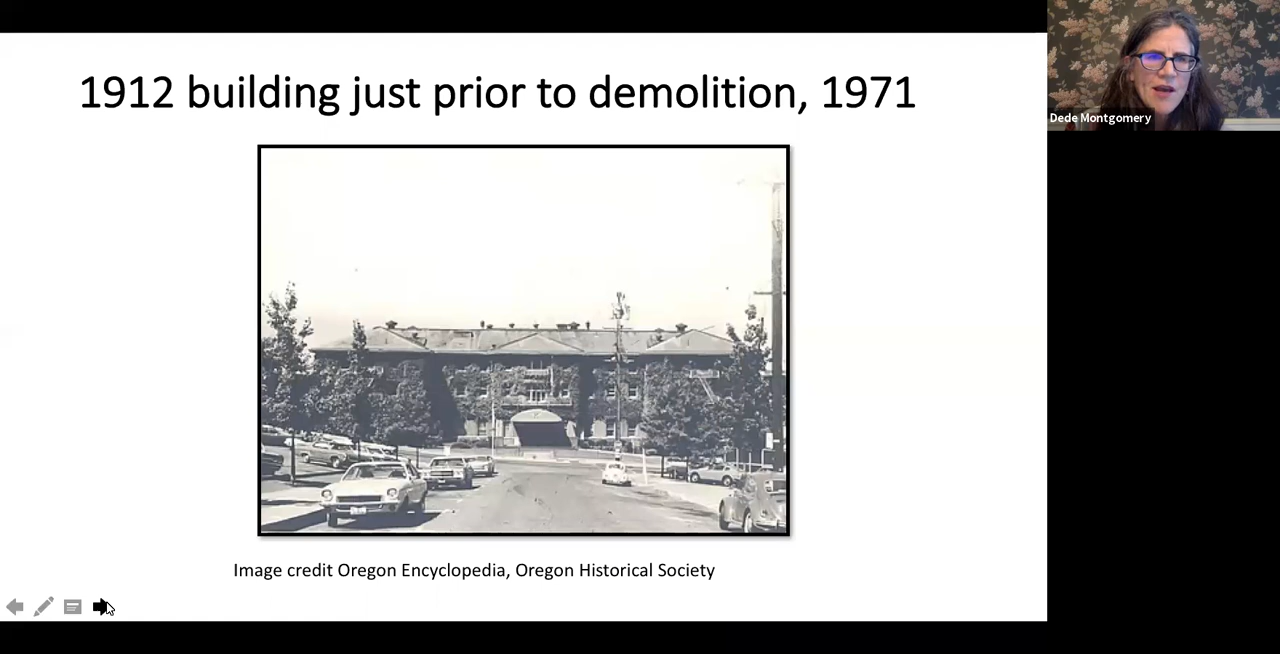 1912 building just prior to demolition, 1971
Dede Montgomery
Image credit Oregon Encyclopedia, Oregon Historical Society